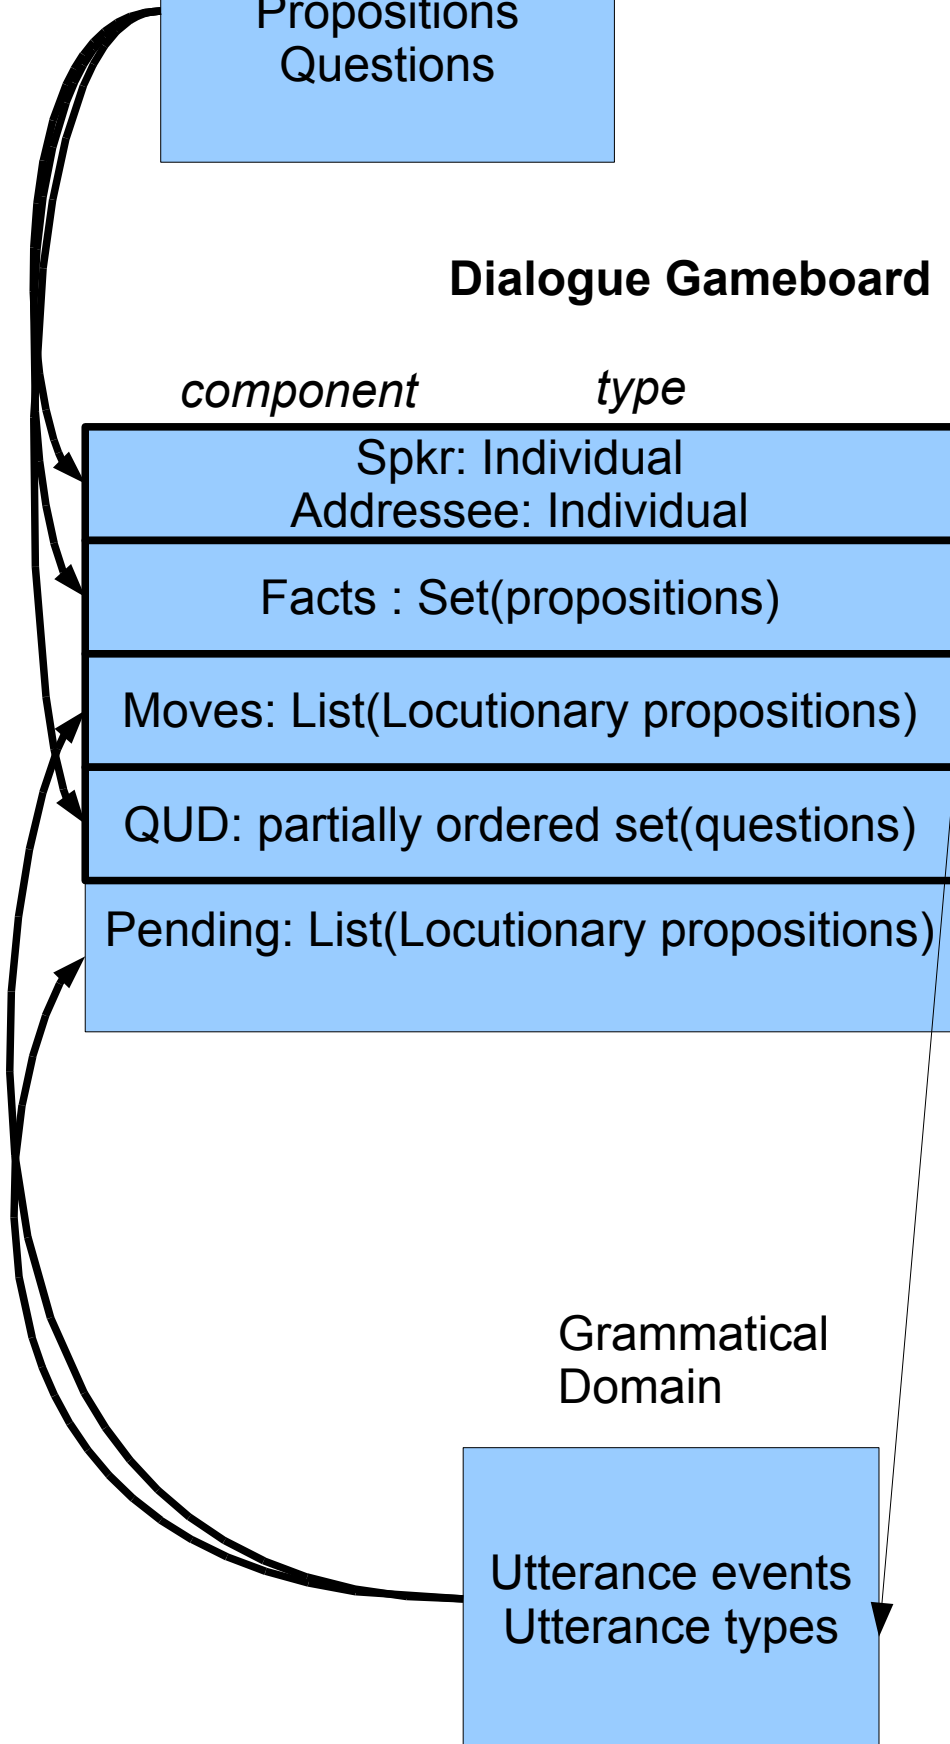 Propositions
Questions
Dialogue Gameboard
component type
Spkr: Individual
Addressee: Individual
Facts : Set(propositions)
Moves: List(Locutionary propositions)
QUD: partially ordered set(questions)
Pending: List(Locutionary propositions)
Grammatical
Domain
Utterance events
Utterance types